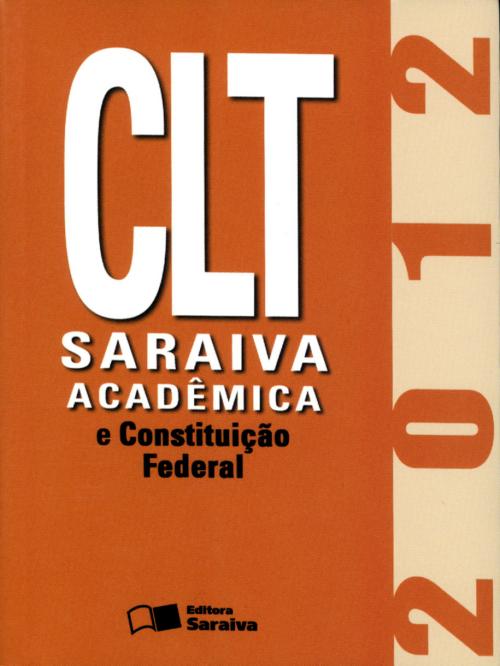 CLT
SARAIVA
ACADÊMICA
e Constituição
Federal
2012
Editora
Saraiva